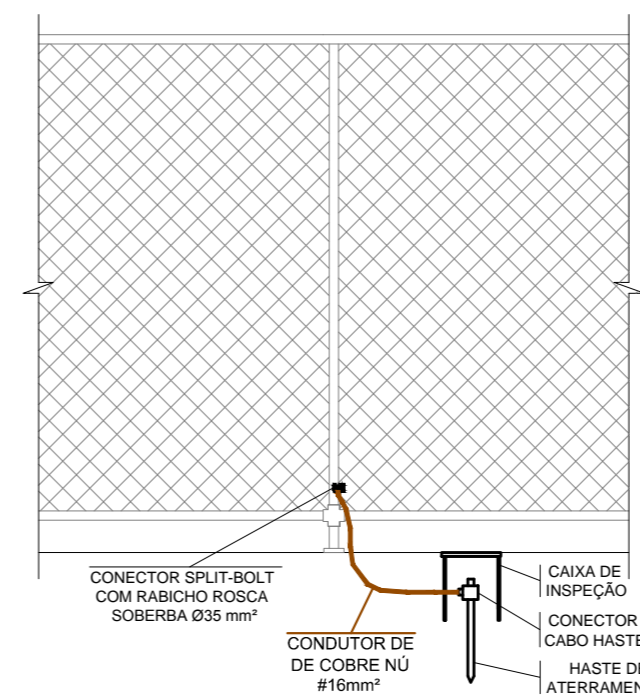 CONECTOR SPLIT-BOLT
COM RABICHO ROSCA
SOBERBA Ø35 mm²
CONDUTOR DE
DE COBRE NÚ
#16mm²
CAIXA DE
INSPEÇÃO
CONECTOR
CABO HASTE
HASTE DE
ATERRAMEN